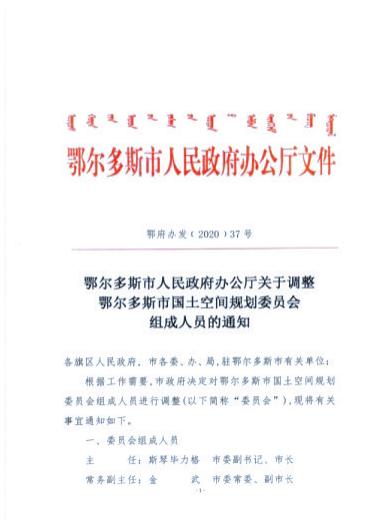 鄂尔多斯市人民政府办公厅文件
鄂府办发﹝2020﹞37号
鄂尔多斯市人民政府办公厅关于调整
鄂尔多斯市国土空间规划委员会
组成人员的通知
各旗区人民政府，市各委、办、局，驻鄂尔多斯市有关单位：
根据工作需要，市政府决定对鄂尔多斯市国土空间规划
委员会组成人员进行调整（以下简称“委员会”），现将有关
事宜通知如下。
一、委员会组成人员
主 任：斯琴毕力格 市委副书记、市长
常务副主任：金 武 市委常委、副市长
-1-